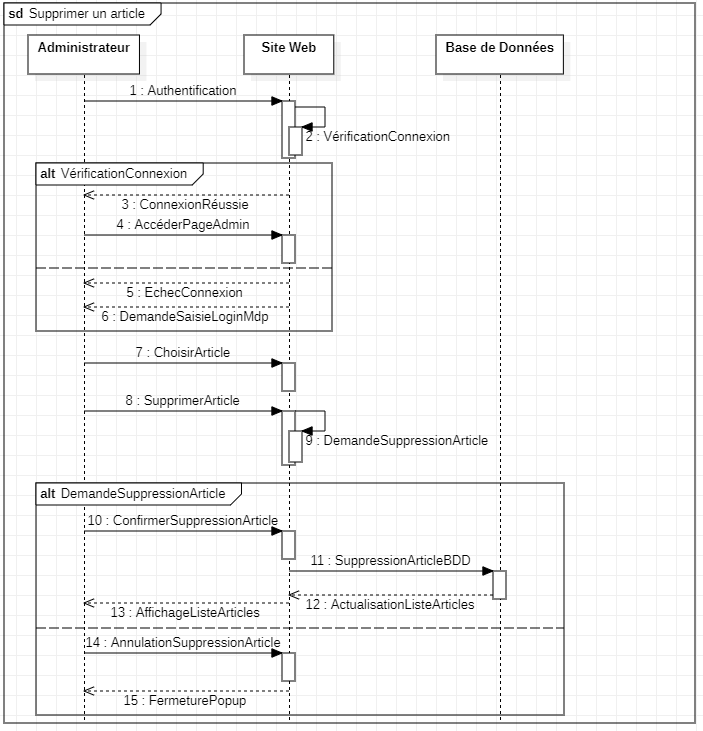 sd Supprimer un article
Administrateur
Site Web
Base de Données
1 : Authentification
2 : VérificationConnexion
alt VérificationConnexion
3 : ConnexionRéussie
4 : AccéderPageAdmin
5 : EchecConnexion
6 : DemandeSaisieLoginMdp
7 : ChoisirArticle
8 : SupprimerArticle
9 : DemandeSuppressionArticle
alt DemandeSuppressionArticle
10 : ConfirmerSuppressionArticle
11 : SuppressionArticleBDD
12 : ActualisationListeArticles
13 : AffichageListeArticles
14 : AnnulationSuppressionArticle
15 : FermeturePopup